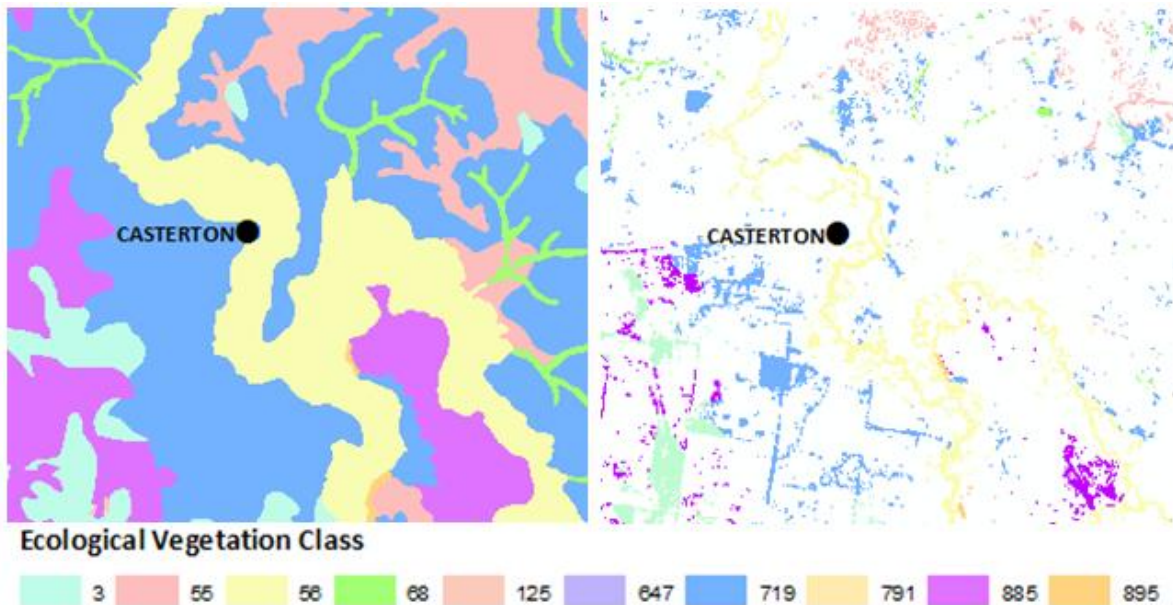 CASTERTON CASTERTON
Ecological Vegetation Class
3 55 56 68 125 647 719 791 885 895